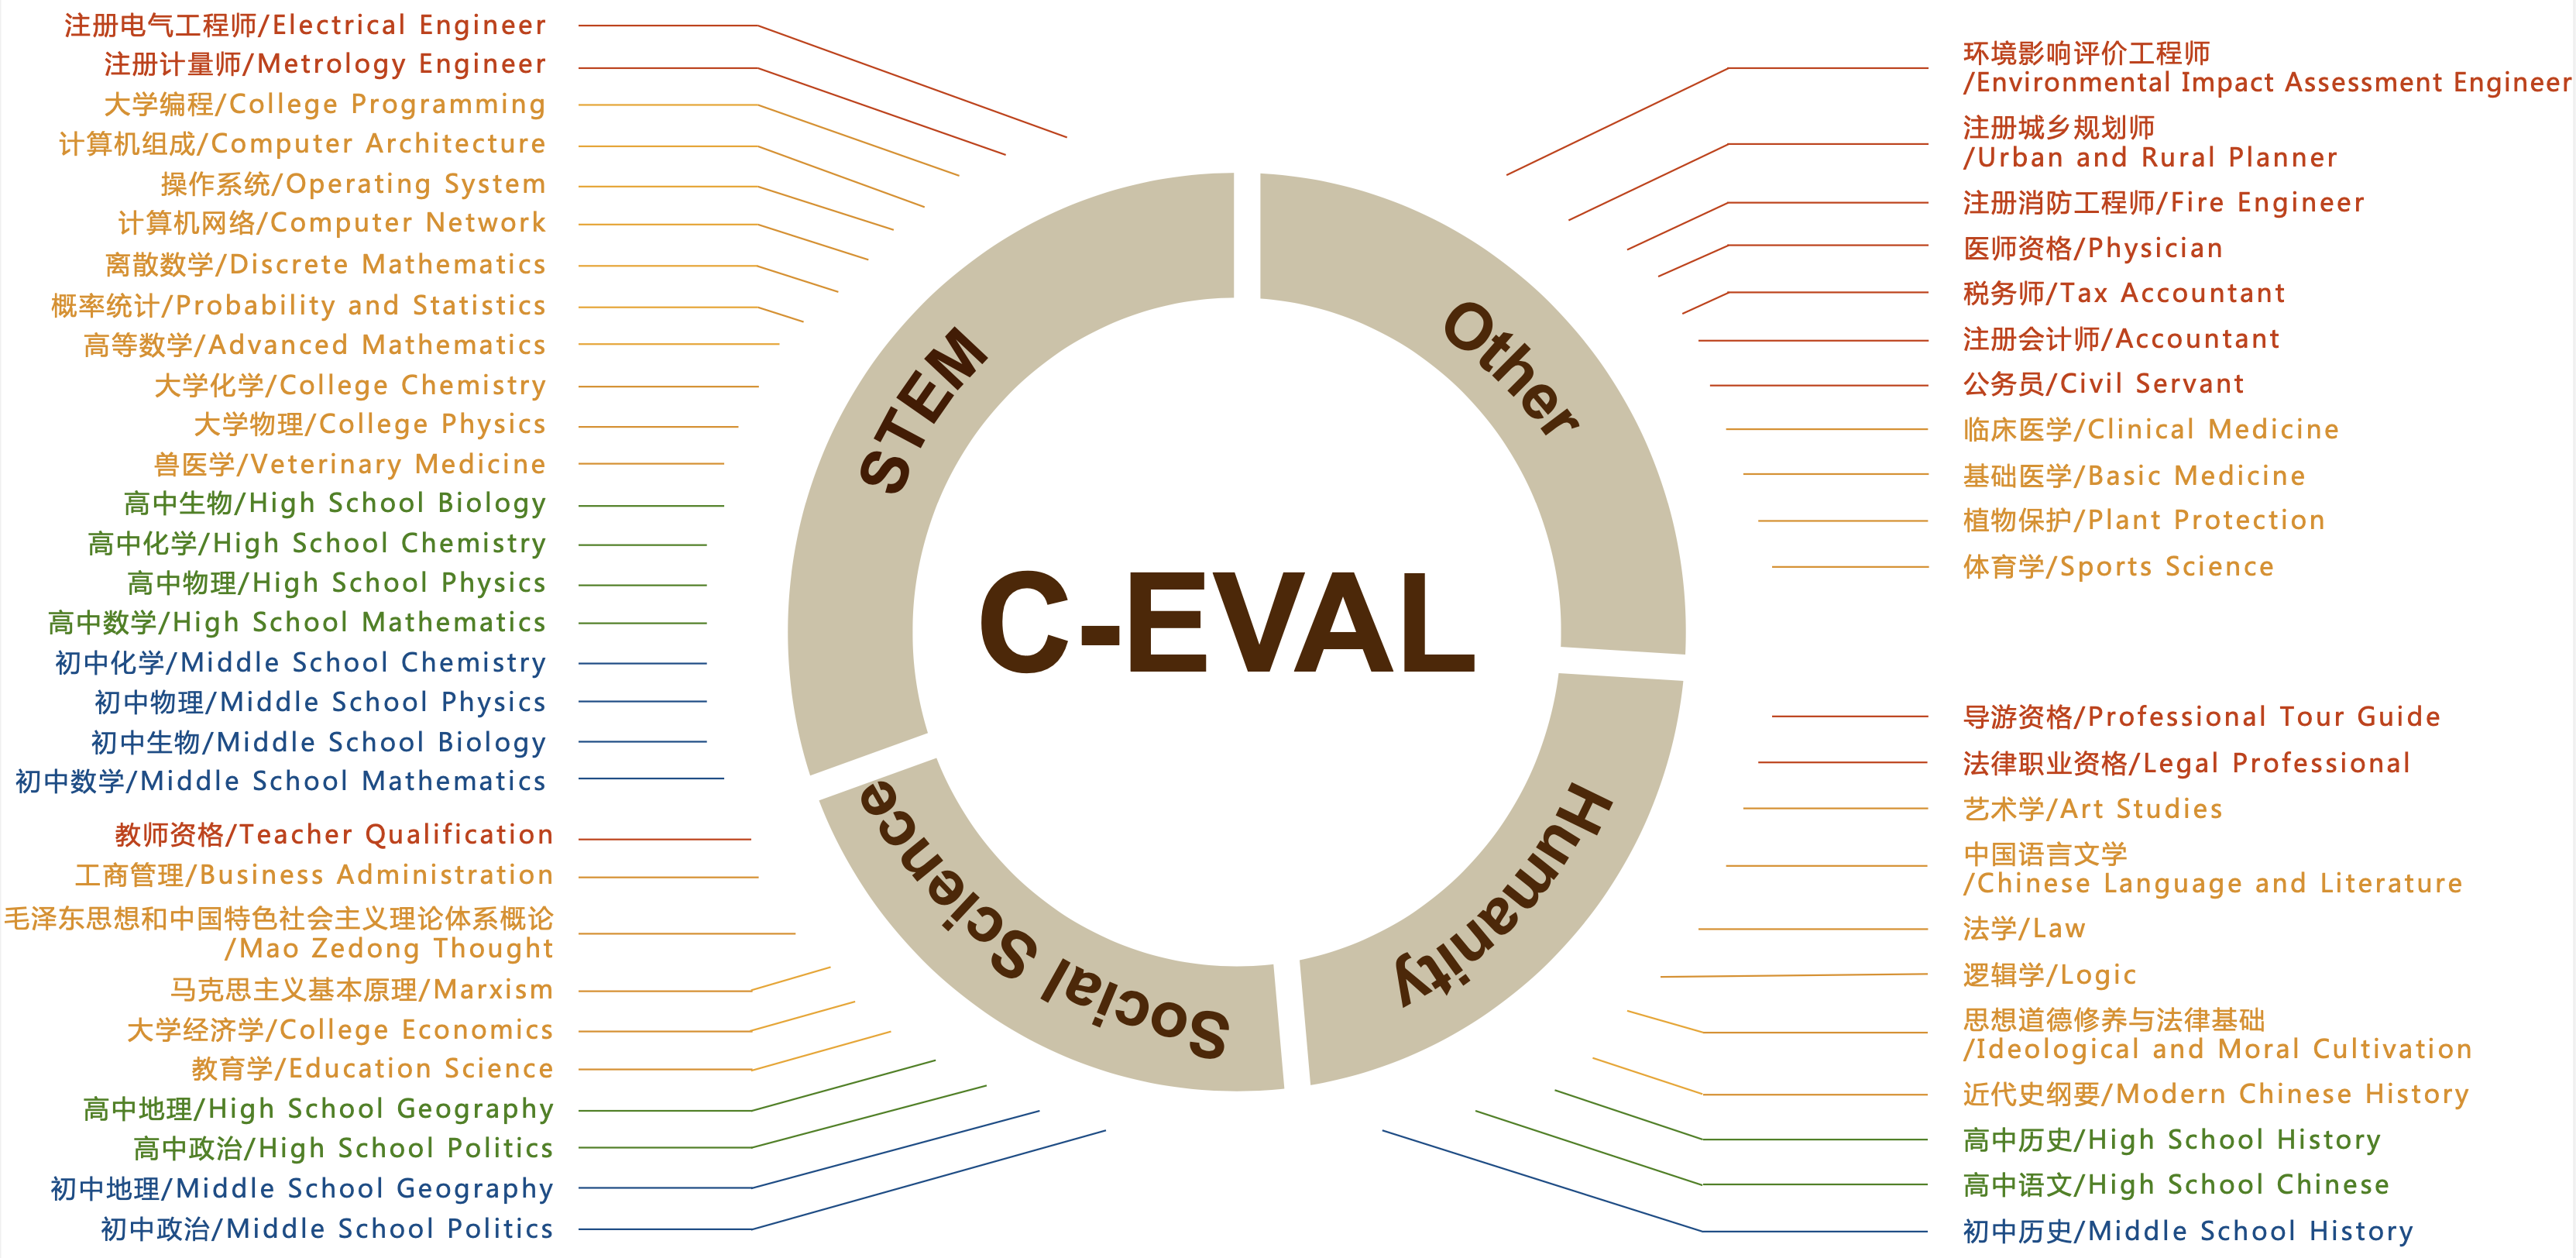 注册电气工程师/Electrical Engineer
注册计量师/Metrology Engineer
大学编程/College Programming
计算机组成/Computer Architecture
操作系统/Operating System
计算机网络/Computer Network
离散数学/Discrete Mathematics
概率统计/Probability and Statistics
高等数学/Advanced Mathematics
大学化学/College Chemistry
大学物理/College Physics
兽医学/Veterinary Medicine
高中生物/High School Biology
高中化学/High School Chemistry
高中物理/High School Physics
高中数学/High School Mathematics
初中化学/Middle School Chemistry
初中物理/Middle School Physics
初中生物/Middle School Biology
初中数学/Middle School Mathematics
教师资格/Teacher Qualification
工商管理/Business Administration
毛泽东思想和中国特色社会主义理论体系概论
/Mao Zedong Thought
马克思主义基本原理/Marxism
大学经济学/College Economics
教育学/Education Science
高中地理/High School Geography
高中政治/High School Politics
初中地理/Middle School Geography
初中政治/Middle School Politics
STEM
Other
C-EVAL
Social Science
Humanity
环境影响评价工程师
/Environmental Impact Assessment Engineer
注册城乡规划师
/Urban and Rural Planner
注册消防工程师/Fire Engineer
医师资格/Physician
税务师/Tax Accountant
注册会计师/Accountant
公务员/Civil Servant
临床医学/Clinical Medicine
基础医学/Basic Medicine
植物保护/Plant Protection
体育学/Sports Science
导游资格/Professional Tour Guide
法律职业资格/Legal Professional
艺术学/Art Studies
中国语言文学
/Chinese Language and Literature
法学/Law
逻辑学/Logic
思想道德修养与法律基础
/Ideological and Moral Cultivation
近代史纲要/Modern Chinese History
高中历史/High School History
高中语文/High School Chinese
初中历史/Middle School History